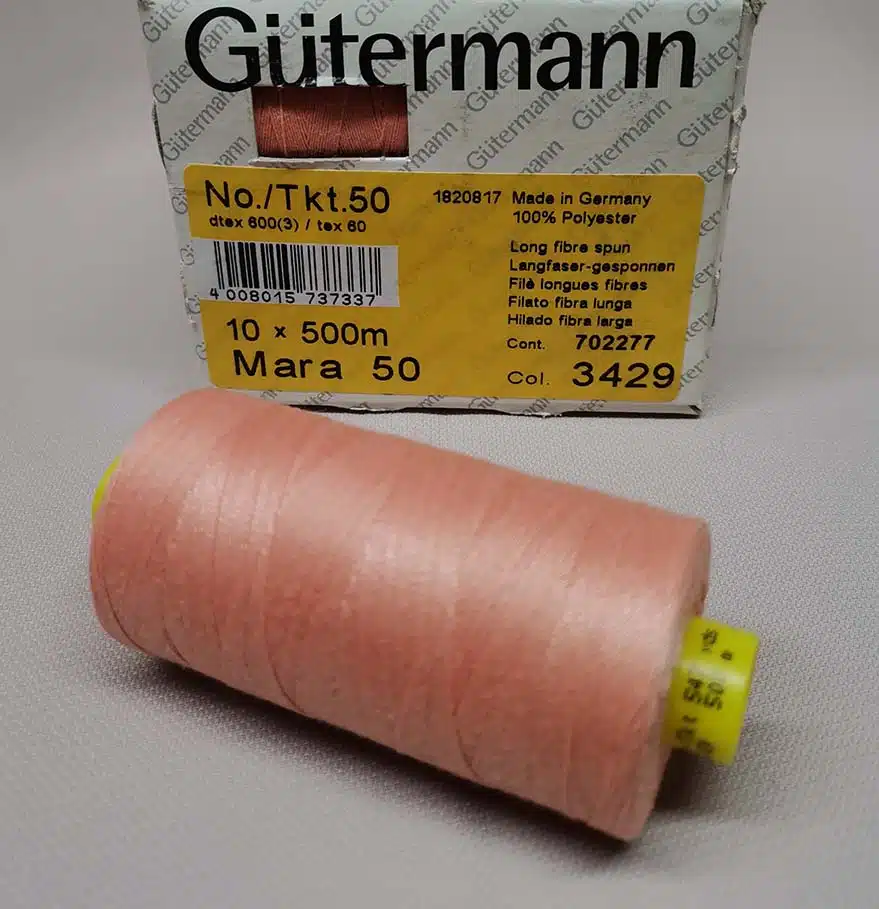 Gütermann
No./Tkt.50
dtex 600(3) / tex 60
4 008015 737337
10 x 500m
Mara 50
1820817 Made in Germany
100% Polyester
Long fibre spun
Langfaser-gesponnen
Filè longues fibres
Filato fibra lunga
Hilado fibra larga
Cont. 702277
Col. 3429